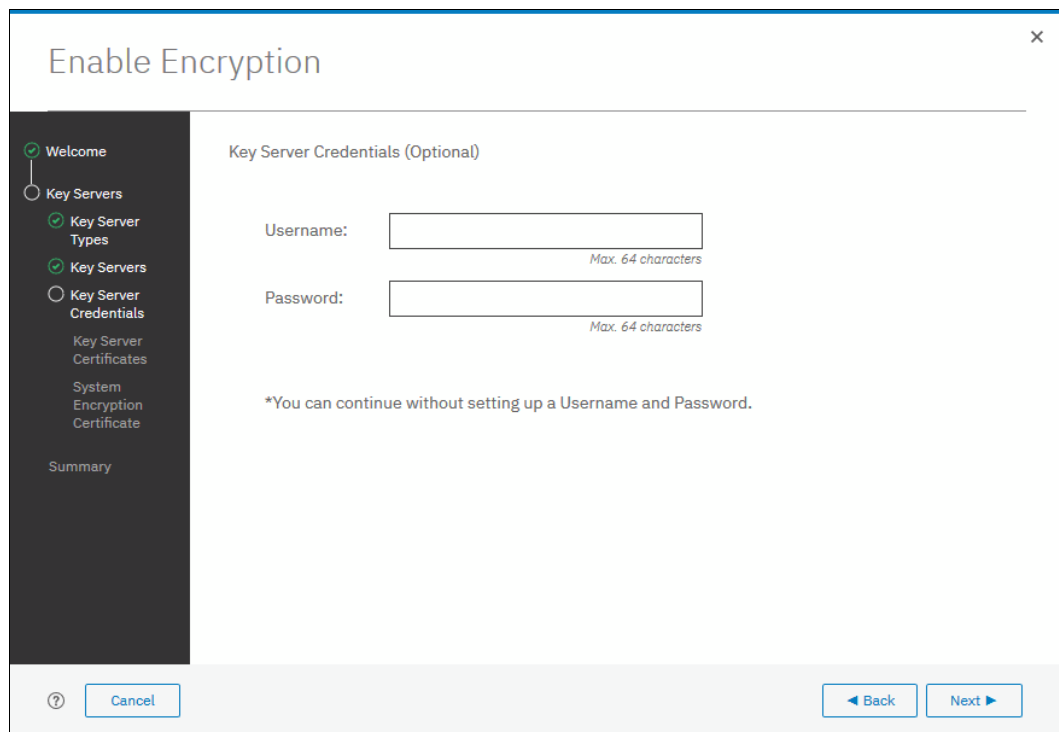 Enable Encryption
Welcome
Key Servers
Key Server
Types
Key Servers
Key Server
Credentials
Key Server
Certificates
System
Encryption
Certificate
Summary
Key Server Credentials (Optional)
Username:
Max. 64 characters
Password:
Max. 64 characters
*You can continue without setting up a Username and Password.
Cancel
Back
Next